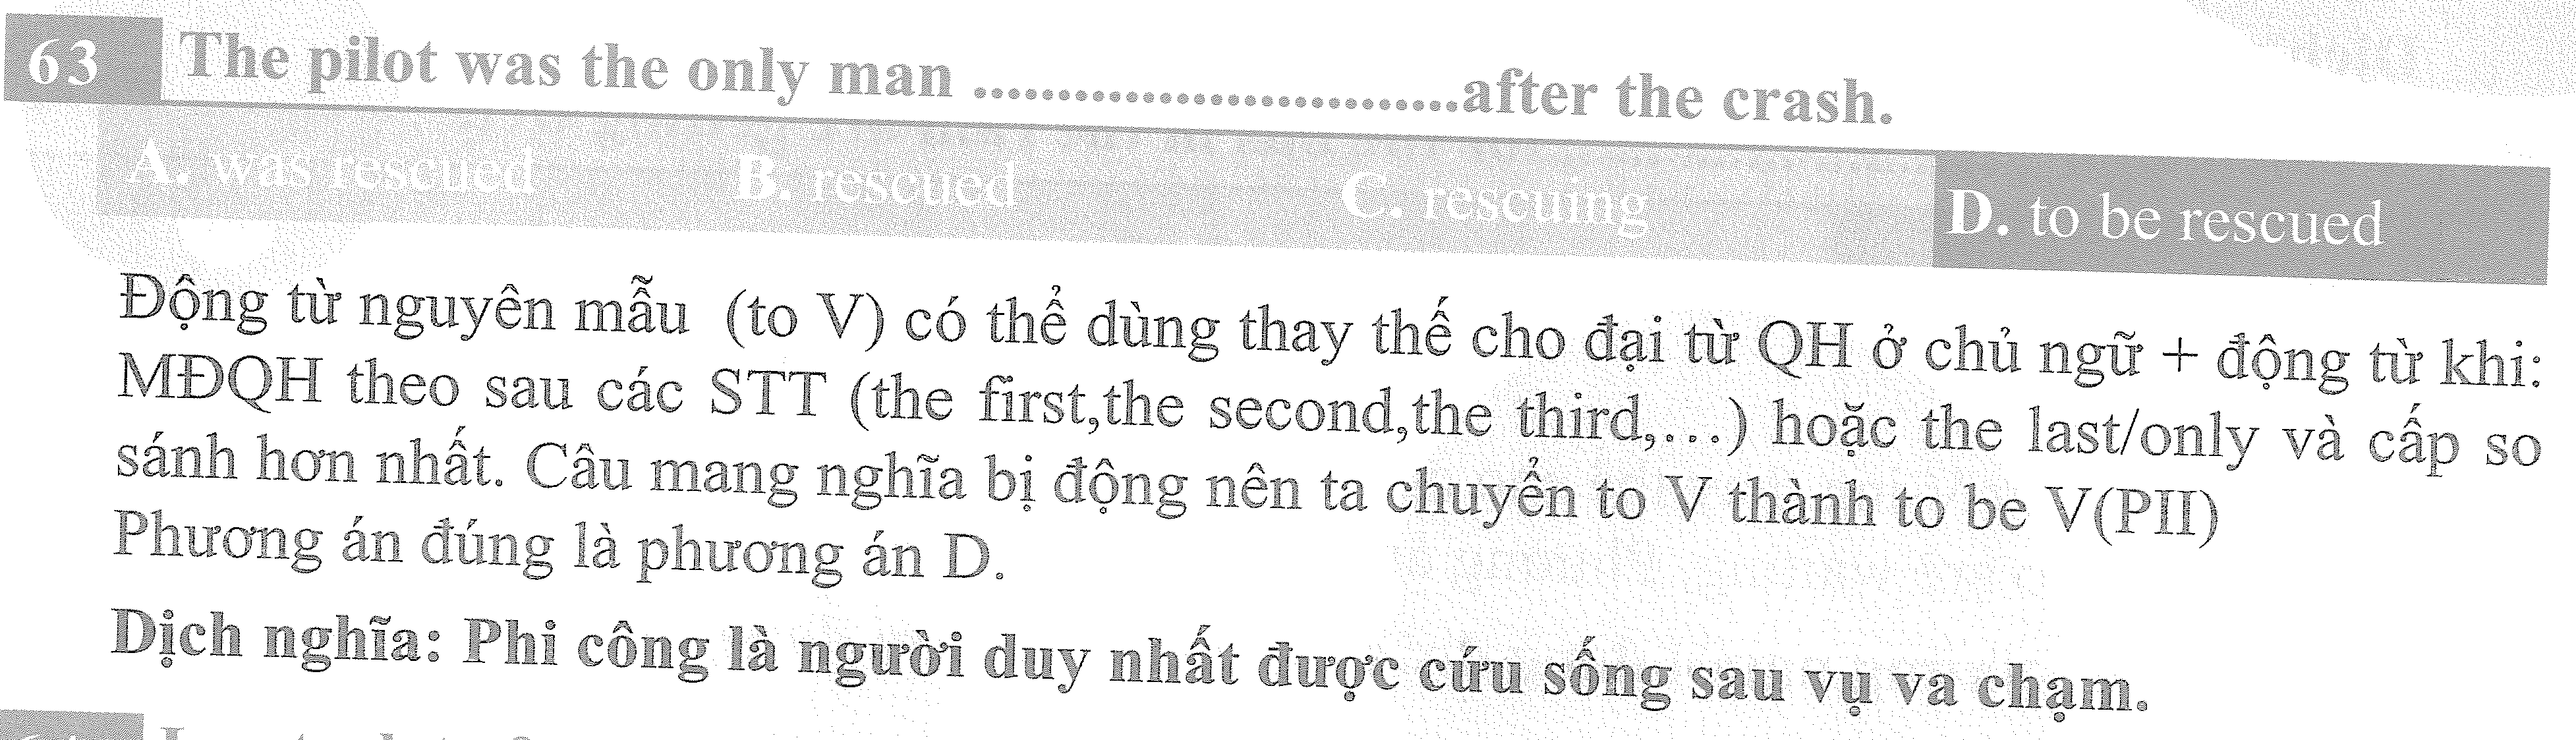 63 The pilot was the only man ..............................after the crash.
A. was rescued B. rescued C. rescuing D. to be rescued
Động từ nguyên mẫu (to V) có thể dùng thay thế cho đại từ QH ở chủ ngữ + động từ khi:
MĐQH theo sau các STT (the first,the second,the third,...) hoặc the last/only và cấp so
sánh hơn nhất. Câu mang nghĩa bị động nên ta chuyển to V thành to be V(PII)
Phương án đúng là phương án D.
Dịch nghĩa: Phi công là người duy nhất được cứu sống sau vụ va chạm.